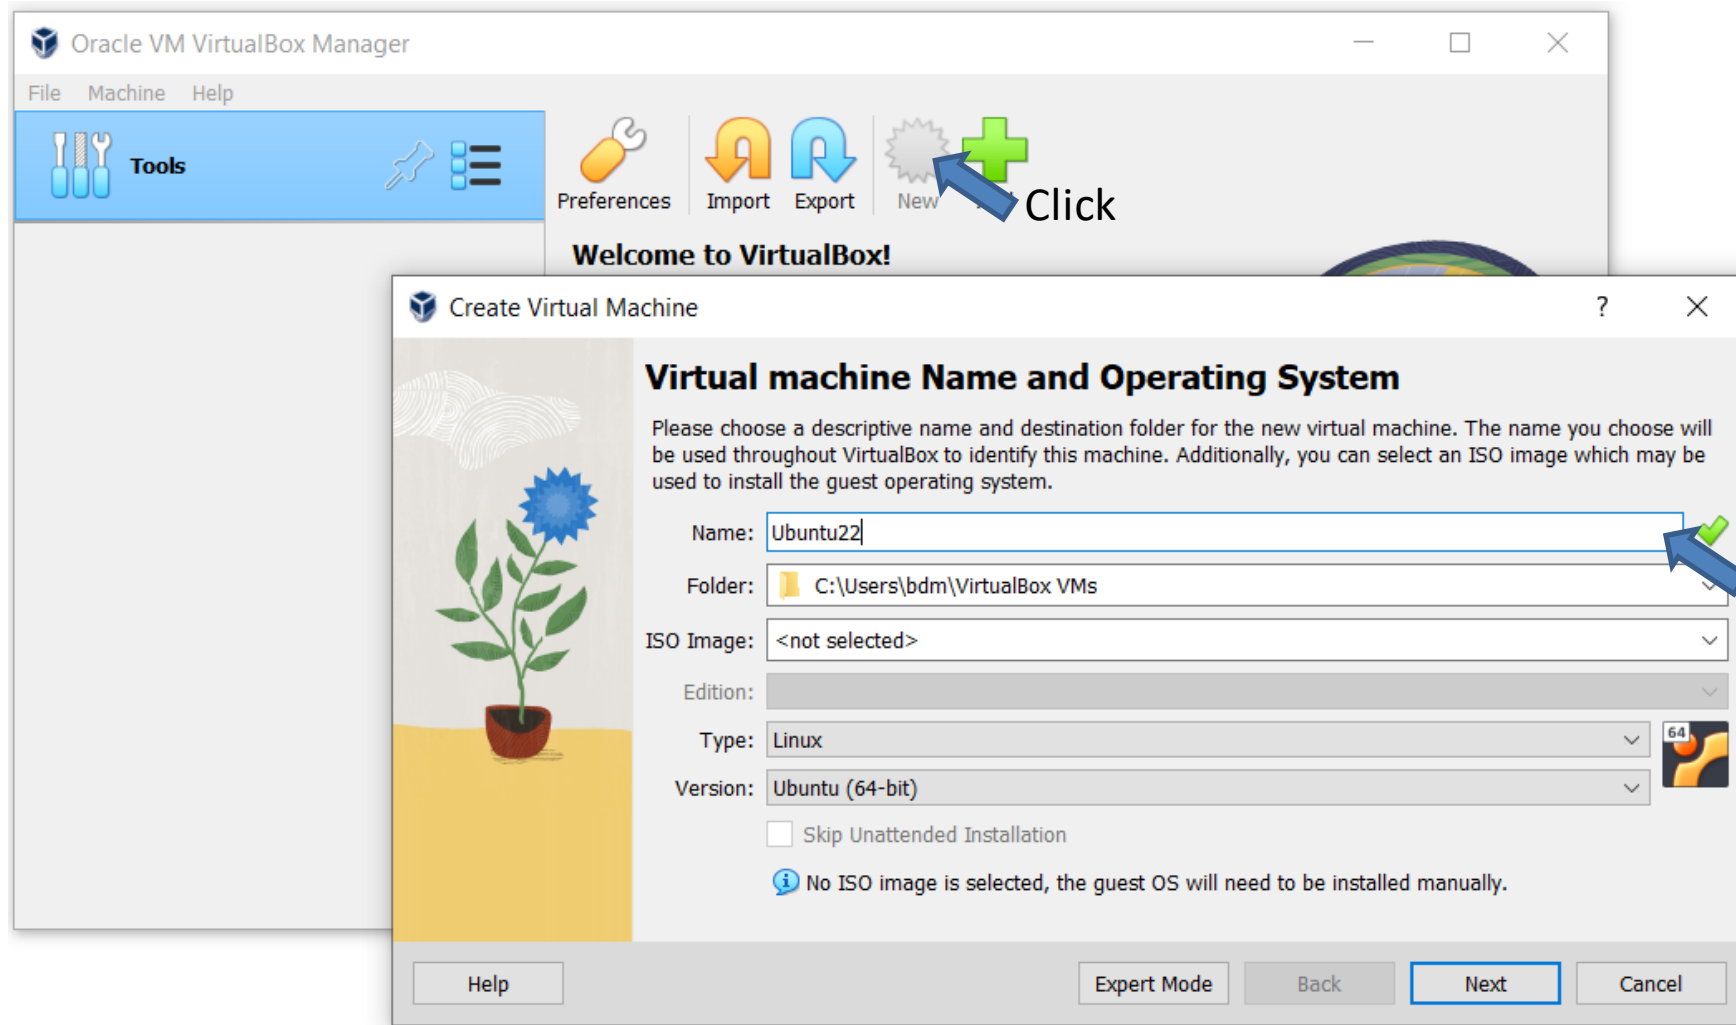 Oracle VM VirtualBox Manager
File Machine Help
Tools
Preferences Import Export New
Click
Welcome to VirtualBox!
Create Virtual Machine ?
Virtual machine Name and Operating System
Please choose a descriptive name and destination folder for the new virtual machine. The name you choose will
be used throughout VirtualBox to identify this machine. Additionally, you can select an ISO image which may be
used to install the guest operating system.
Name: Ubuntu22
Folder: C:\Users\bdm\VirtualBox VMs
ISO Image: <not selected>
Edition:
Type: Linux
64
Version: Ubuntu (64-bit)
Skip Unattended Installation
No ISO image is selected, the guest OS will need to be installed manually.
Help Expert Mode Back Next Cancel